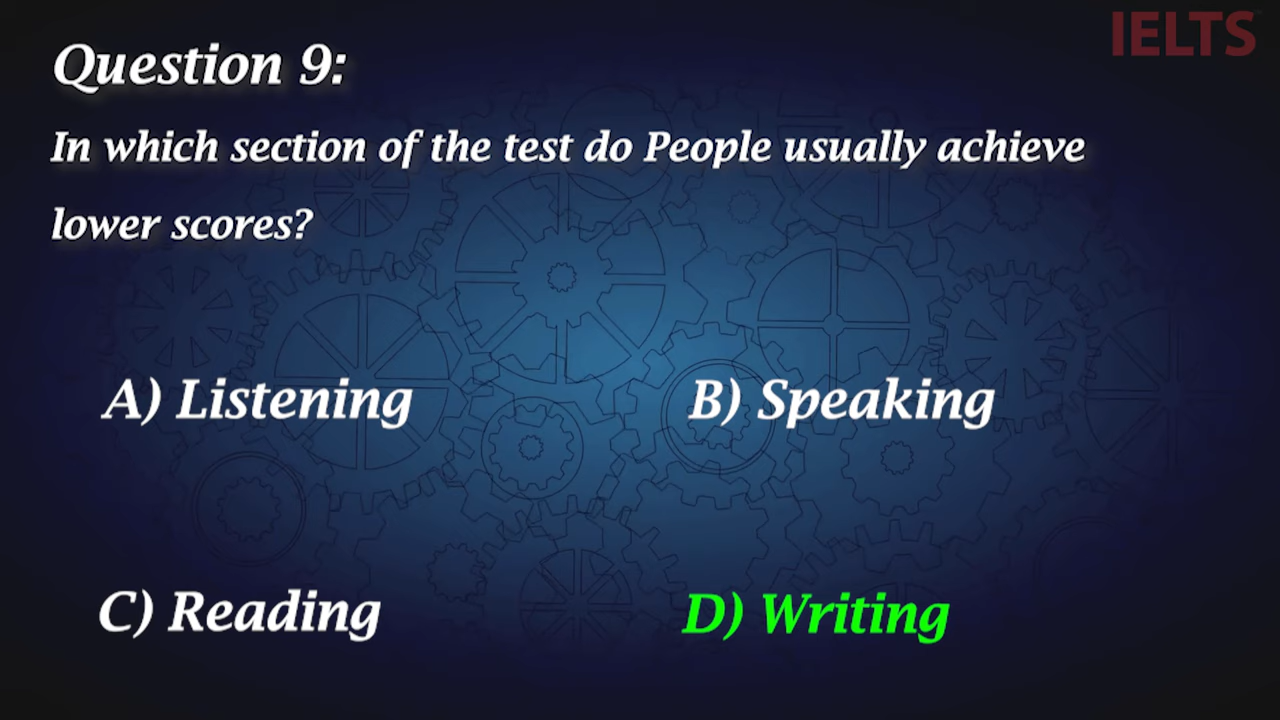 IELTS
Question 9:
In which section of the test do People usually achieve
lower scores?
A) Listening
B) Speaking
C) Reading
D) Writing